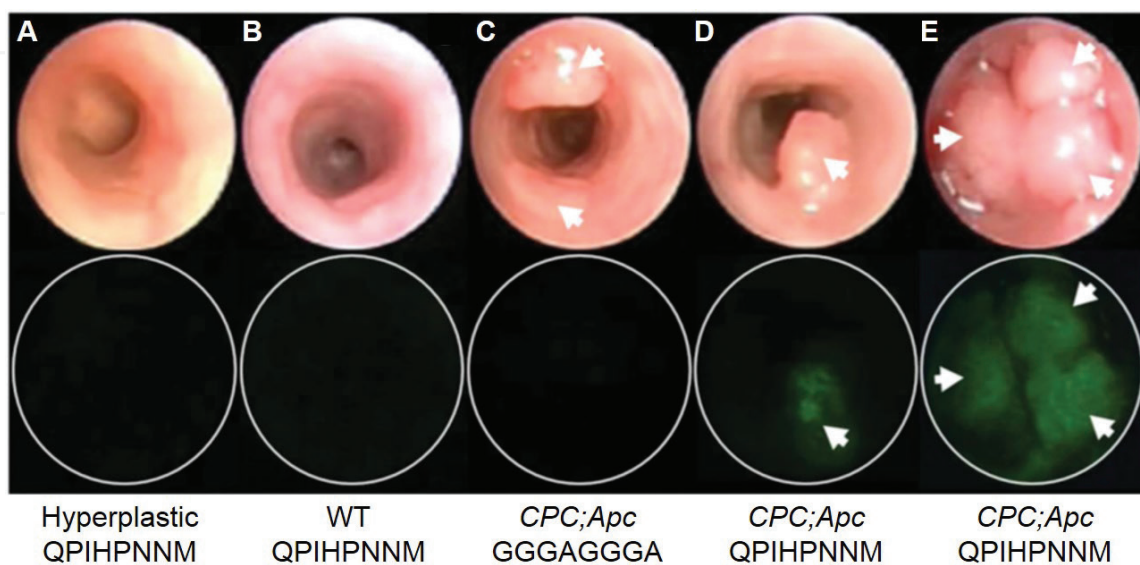 A B C D E
Hyperplastic WT CPC;Apc CPC;Apc CPC;Apc
QPIHPNNM QPIHPNNM GGGAGGGA QPIHPNNM QPIHPNNM